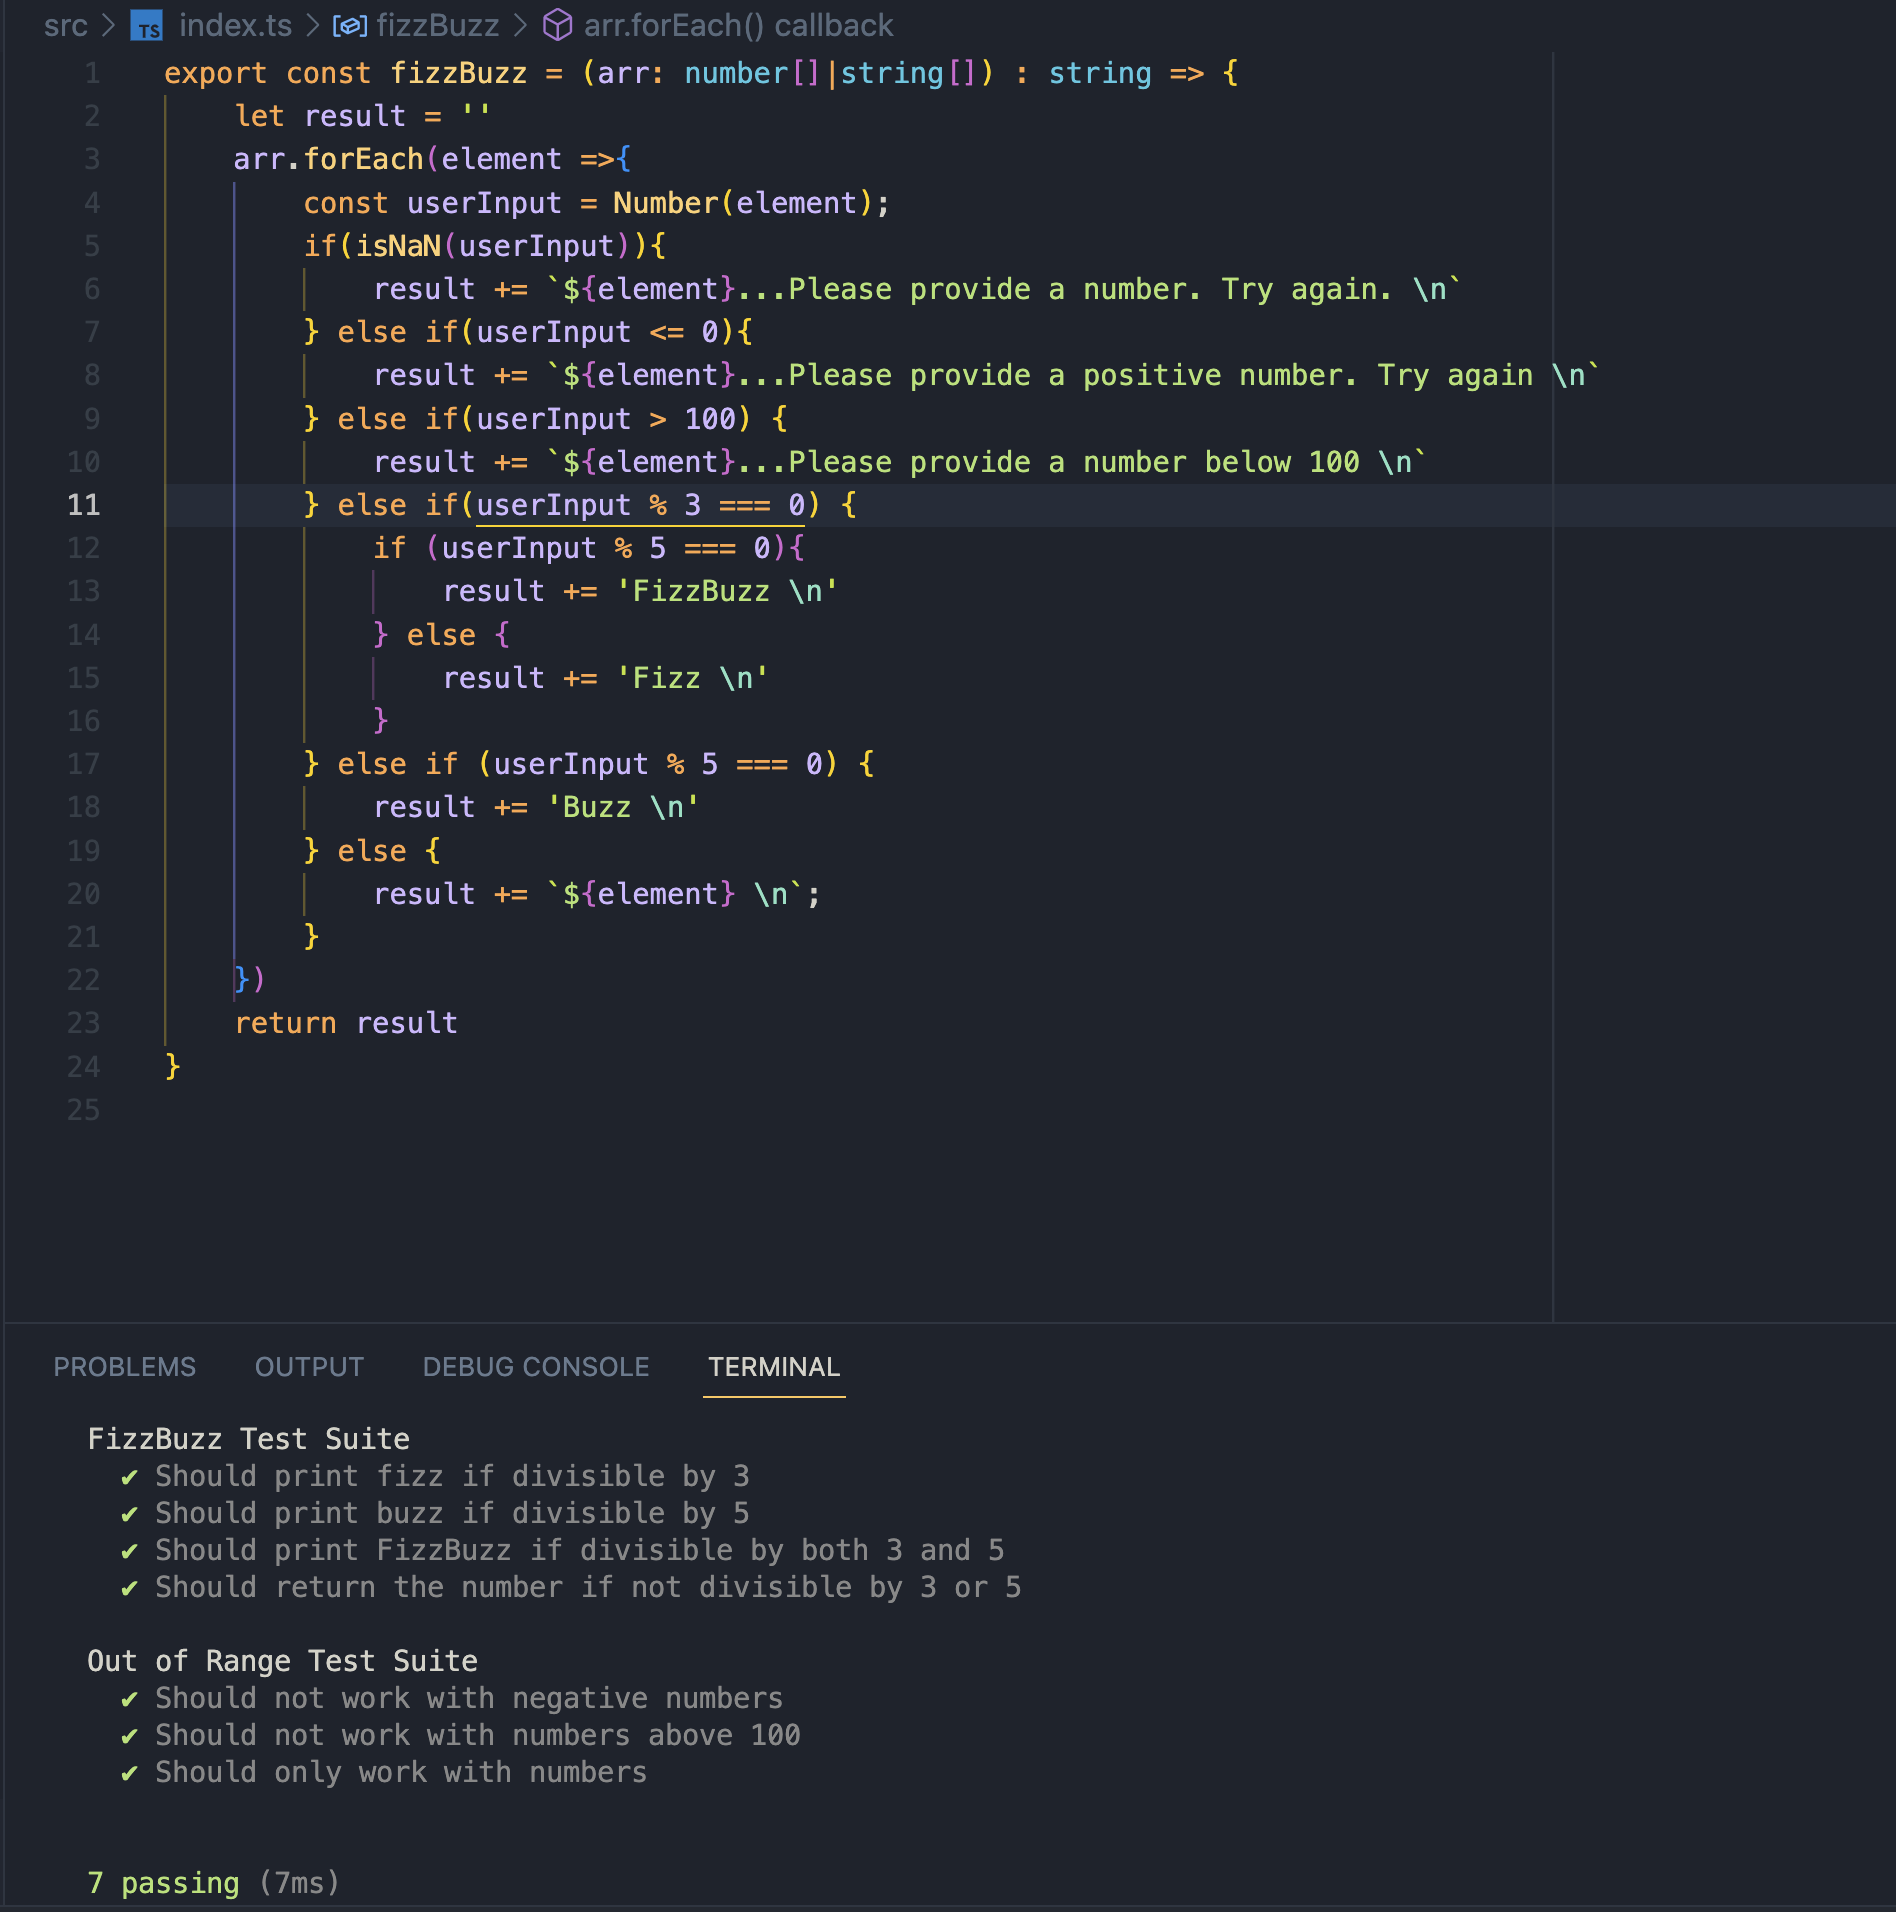 src > TS index.ts > fizzBuzz > arr.forEach() callback
1 export const fizzBuzz = (arr: number[]|string[]) : string => {
2 let result = ''
3 arr.forEach(element =>{
4 const userInput = Number(element);
5 if(isNaN(userInput)){
6 result += `${element}...Please provide a number. Try again. \n`
7 } else if(userInput <= 0){
8 result += `${element}...Please provide a positive number. Try again \n`
9 } else if(userInput > 100) {
10 result += `${element}...Please provide a number below 100 \n`
11 } else if(userInput % 3 === 0) {
12 if (userInput % 5 === 0){
13 result += 'FizzBuzz \n'
14 } else {
15 result += 'Fizz \n'
16 }
17 } else if (userInput % 5 === 0) {
18 result += 'Buzz \n'
19 } else {
20 result += `${element} \n`;
21 }
22 })
23 return result
24 }
25
PROBLEMS OUTPUT DEBUG CONSOLE TERMINAL
FizzBuzz Test Suite
✔ Should print fizz if divisible by 3
✔ Should print buzz if divisible by 5
✔ Should print FizzBuzz if divisible by both 3 and 5
✔ Should return the number if not divisible by 3 or 5
Out of Range Test Suite
✔ Should not work with negative numbers
✔ Should not work with numbers above 100
✔ Should only work with numbers
7 passing (7ms)